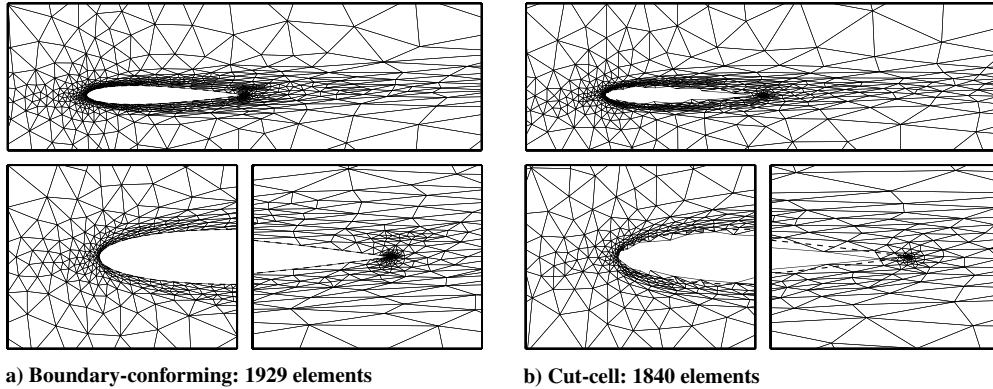 a) Boundary-conforming: 1929 elements
b) Cut-cell: 1840 elements